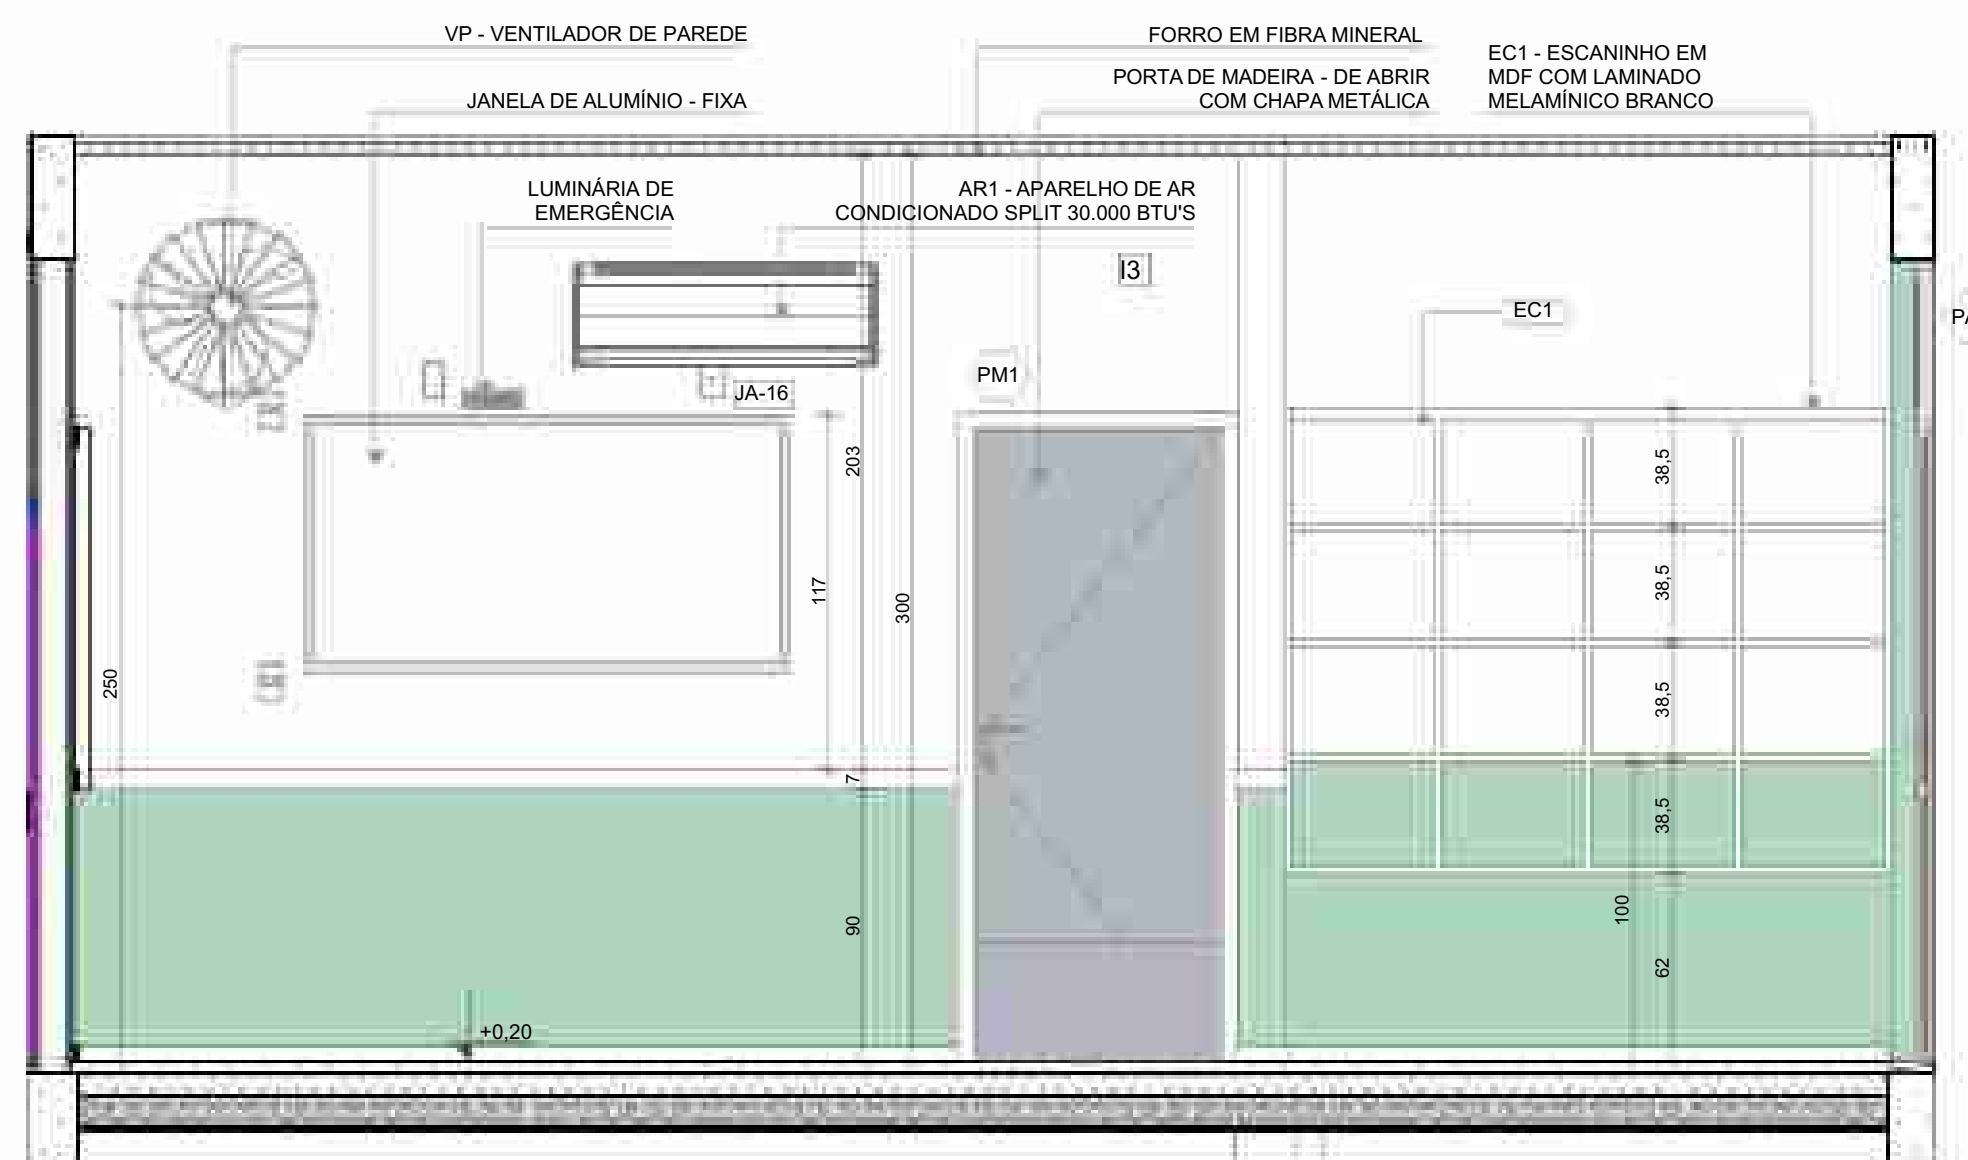 VP - VENTILADOR DE PAREDE
JANELA DE ALUMÍNIO - FIXA
FORRO EM FIBRA MINERAL
PORTA DE MADEIRA - DE ABRIR
COM CHAPA METÁLICA
EC1 - ESCANINHO EM
MDF COM LAMINADO
MELAMÍNICO BRANCO
LUMINÁRIA DE
EMERGÊNCIA
AR1 - APARELHO DE AR
CONDICIONADO SPLIT 30.000 BTU'S
I3
EC1
PM1
JA-16
203
117
300
250
7
90
+0,20
38,5
38,5
38,5
38,5
100
62